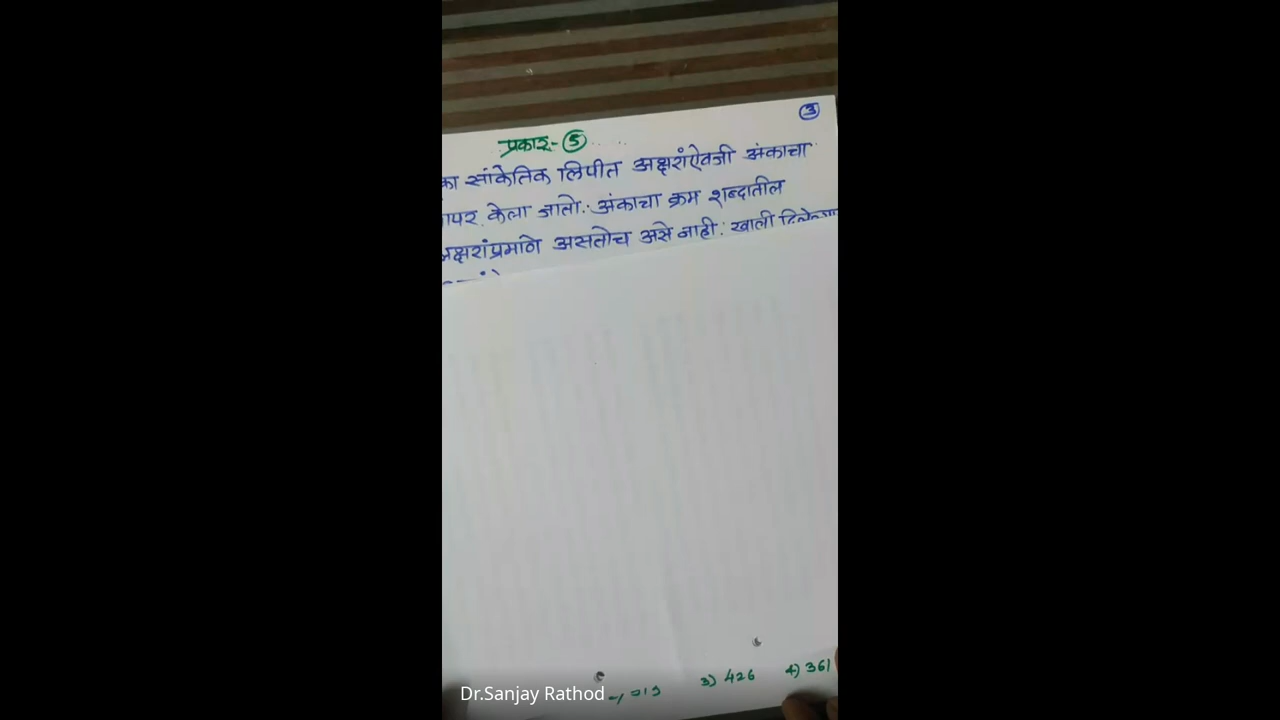 3
प्रकार- 5
का सांकेतिक लिपीत अक्षरांऐवजी अंकाचा
वापर केला जातो. अंकाचा क्रम शब्दातील
अक्षरांप्रमाणे असतोच असे नाही. खाली
3) 426 4) 361
Dr.Sanjay Rathod